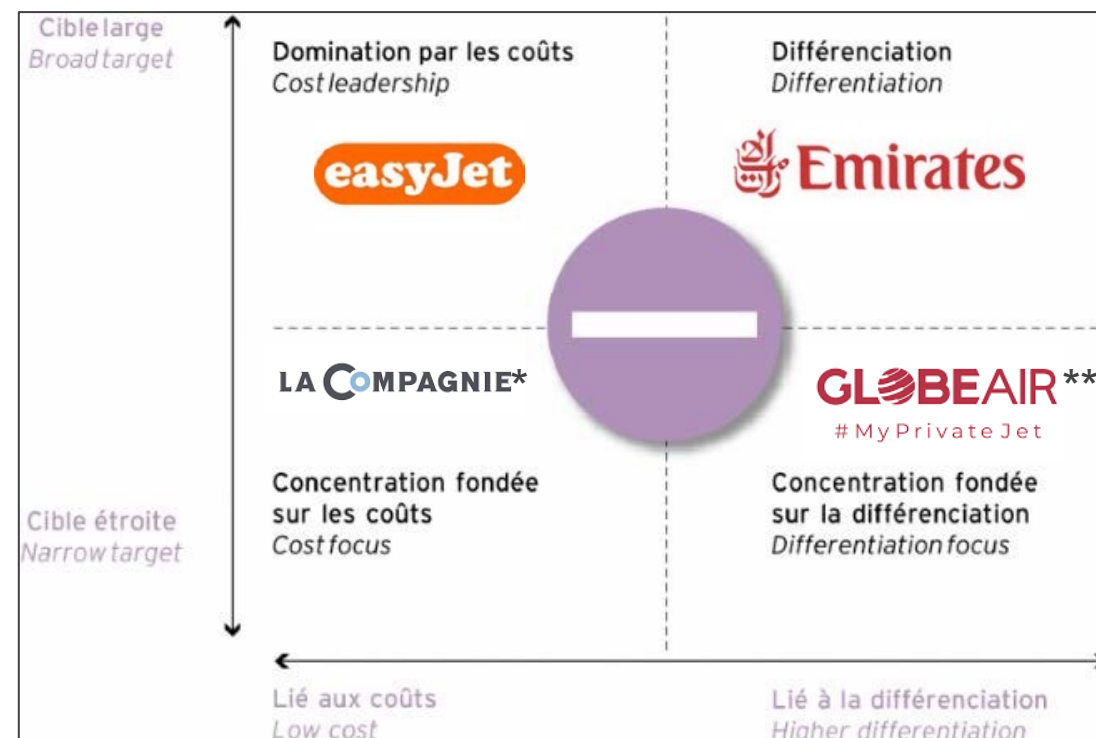 Cible large
Broad target
Domination par les coûts
Cost leadership
Différenciation
Differentiation
easyJet
الإمارات
Emirates
LA COMPAGNIE*
GLOBEAIR**
#MyPrivateJet
Concentration fondée
sur les coûts
Cost focus
Concentration fondée
sur la différenciation
Differentiation focus
Cible étroite
Narrow target
Lié aux coûts
Low cost
Lié à la différenciation
Higher differentiation